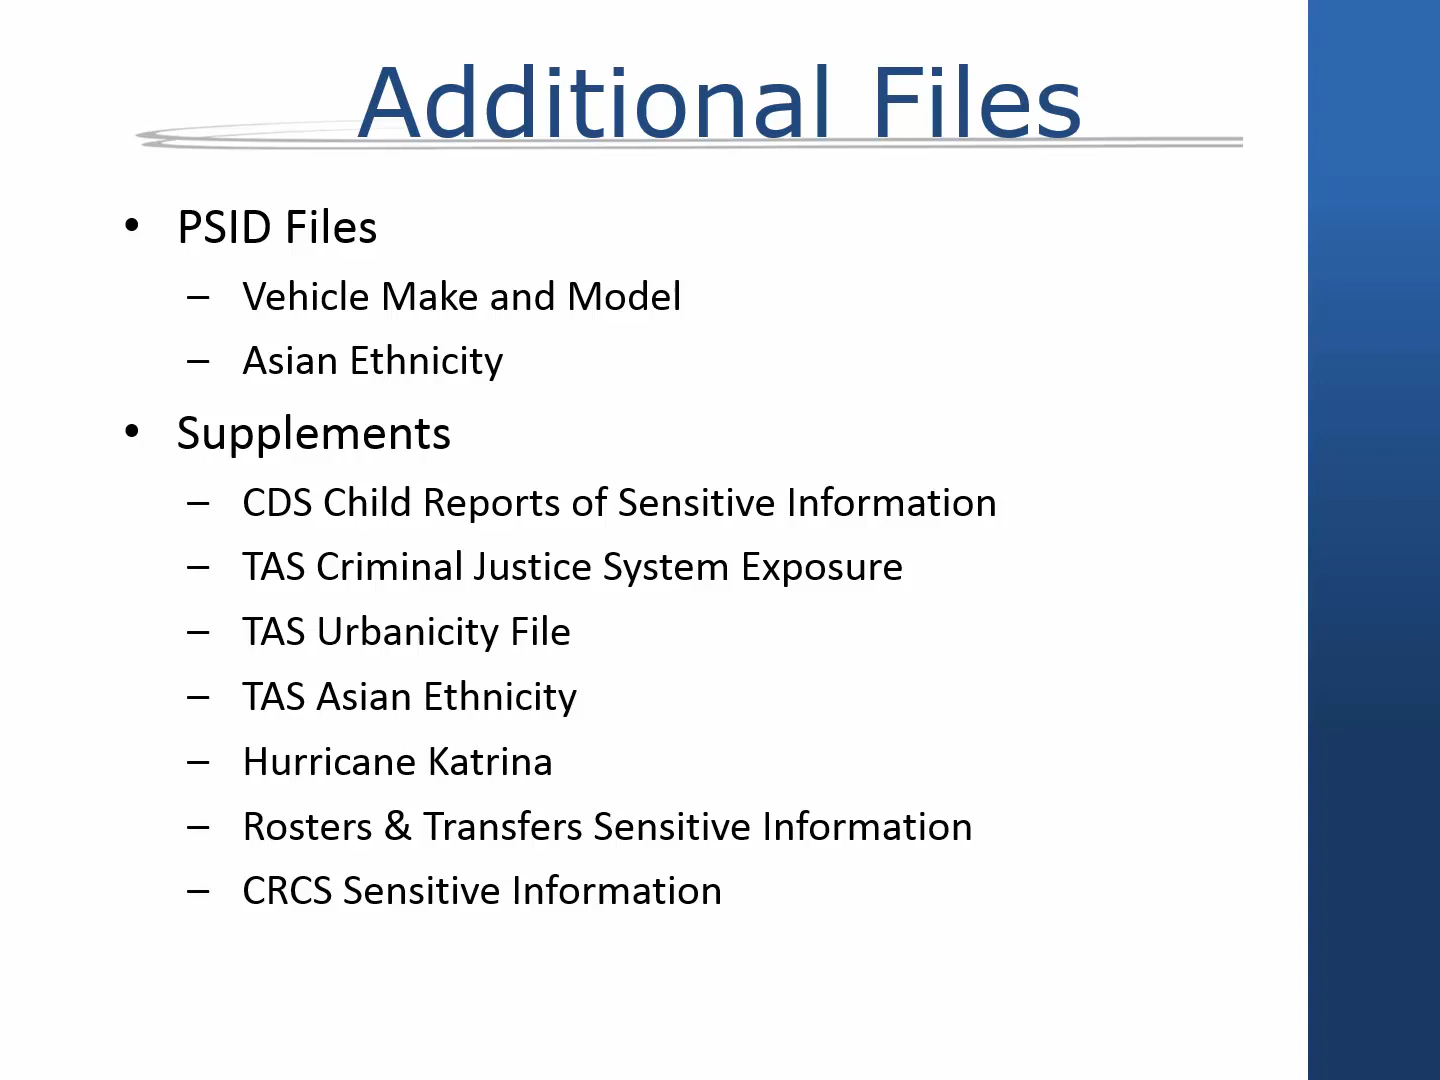 Additional Files
• PSID Files
– Vehicle Make and Model
– Asian Ethnicity
• Supplements
– CDS Child Reports of Sensitive Information
– TAS Criminal Justice System Exposure
– TAS Urbanicity File
– TAS Asian Ethnicity
– Hurricane Katrina
– Rosters & Transfers Sensitive Information
– CRCS Sensitive Information